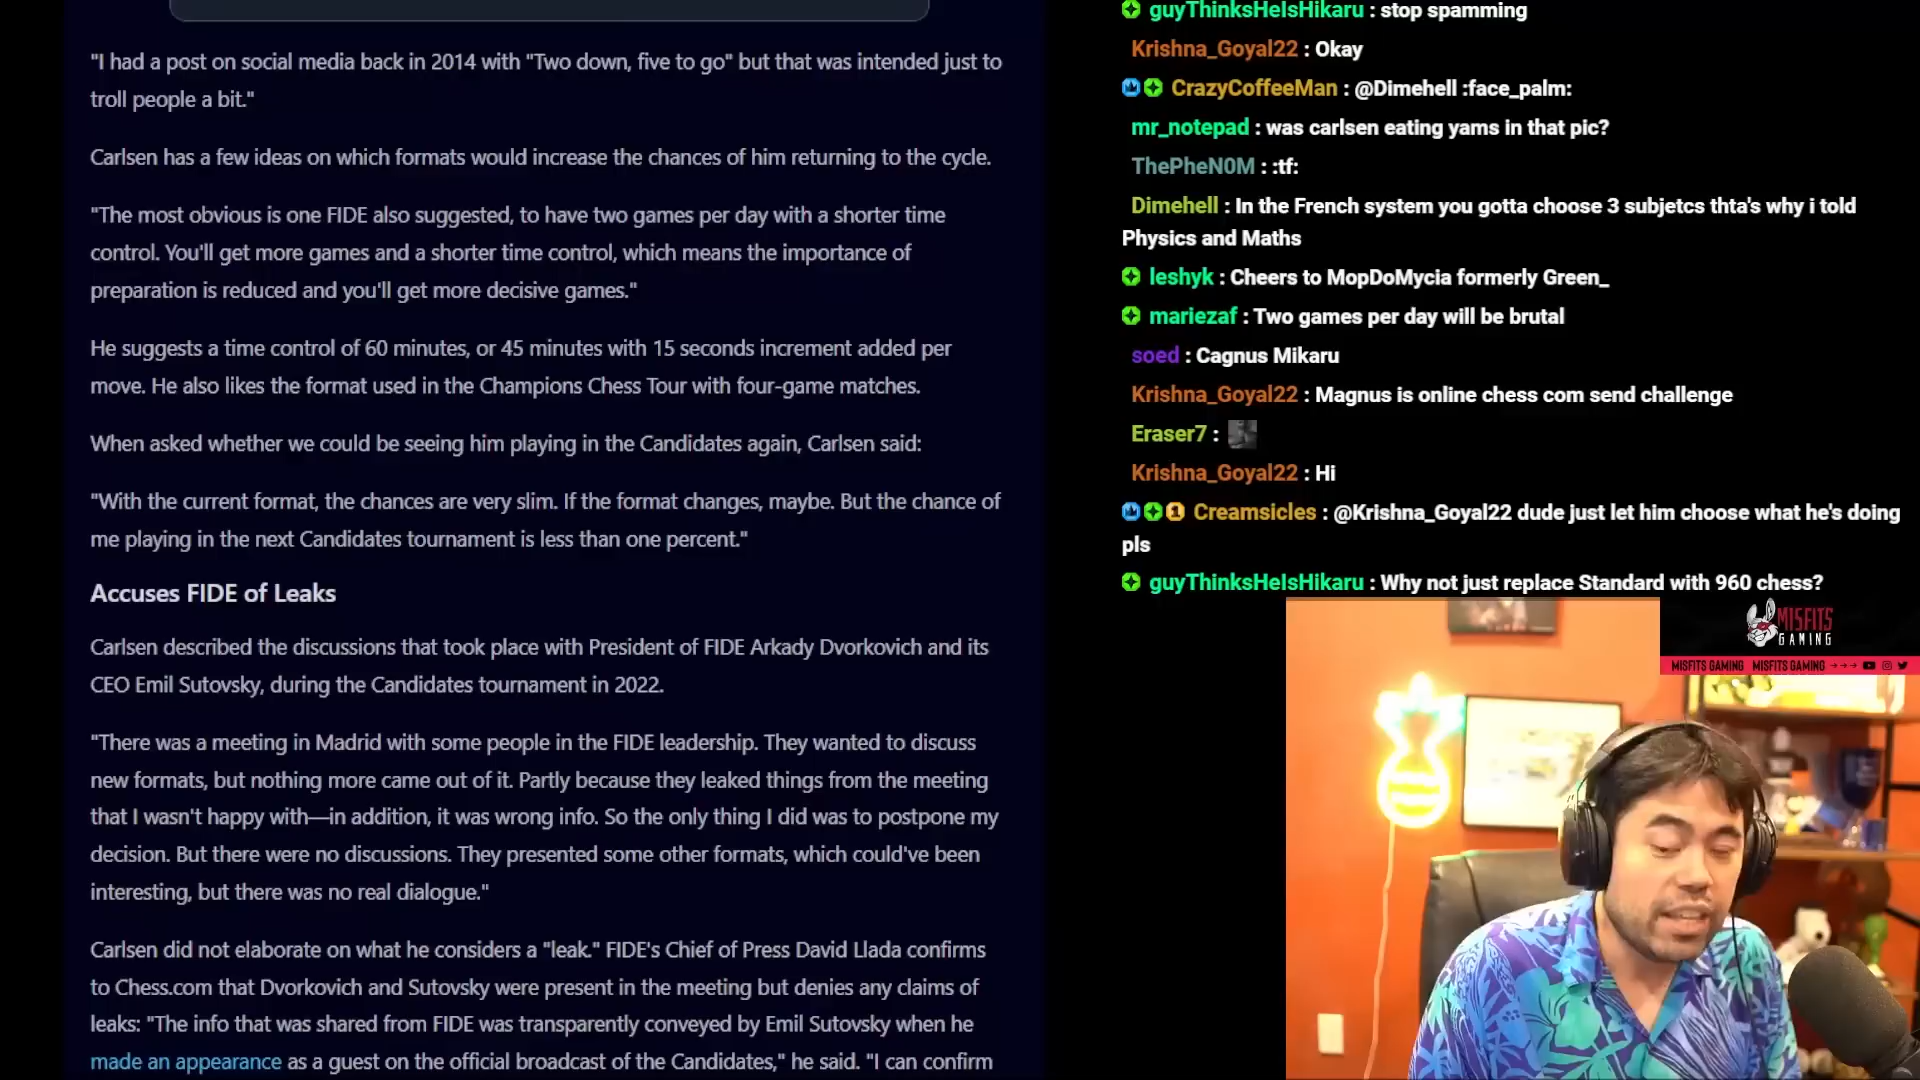 "I had a post on social media back in 2014 with "Two down, five to go" but that was intended just to
troll people a bit."
Carlsen has a few ideas on which formats would increase the chances of him returning to the cycle.
"The most obvious is one FIDE also suggested, to have two games per day with a shorter time
control. You'll get more games and a shorter time control, which means the importance of
preparation is reduced and you'll get more decisive games."
He suggests a time control of 60 minutes, or 45 minutes with 15 seconds increment added per
move. He also likes the format used in the Champions Chess Tour with four-game matches.
When asked whether we could be seeing him playing in the Candidates again, Carlsen said:
"With the current format, the chances are very slim. If the format changes, maybe. But the chance of
me playing in the next Candidates tournament is less than one percent."
Accuses FIDE of Leaks
Carlsen described the discussions that took place with President of FIDE Arkady Dvorkovich and its
CEO Emil Sutovsky, during the Candidates tournament in 2022.
"There was a meeting in Madrid with some people in the FIDE leadership. They wanted to discuss
new formats, but nothing more came out of it. Partly because they leaked things from the meeting
that I wasn't happy with—in addition, it was wrong info. So the only thing I did was to postpone my
decision. But there were no discussions. They presented some other formats, which could've been
interesting, but there was no real dialogue."
Carlsen did not elaborate on what he considers a "leak." FIDE's Chief of Press David Llada confirms
to Chess.com that Dvorkovich and Sutovsky were present in the meeting but denies any claims of
leaks: "The info that was shared from FIDE was transparently conveyed by Emil Sutovsky when he
made an appearance as a guest on the official broadcast of the Candidates," he said. "I can confirm
guyThinksHeIsHikaru : stop spamming
Krishna_Goyal22 : Okay
CrazyCoffeeMan : @Dimehell :face_palm:
mr_notepad : was carlsen eating yams in that pic?
ThePheN0M : :tf:
Dimehell : In the French system you gotta choose 3 subjetcs thta's why i told
Physics and Maths
leshyk : Cheers to MopDoMycia formerly Green_
mariezaf : Two games per day will be brutal
soed : Cagnus Mikaru
Krishna_Goyal22 : Magnus is online chess com send challenge
Eraser7 :
Krishna_Goyal22 : Hi
1 Creamsicles : @Krishna_Goyal22 dude just let him choose what he's doing
pls
guyThinksHeIsHikaru : Why not just replace Standard with 960 chess?
MISFITS
GAMING
MISFITS GAMING MISFITS GAMING